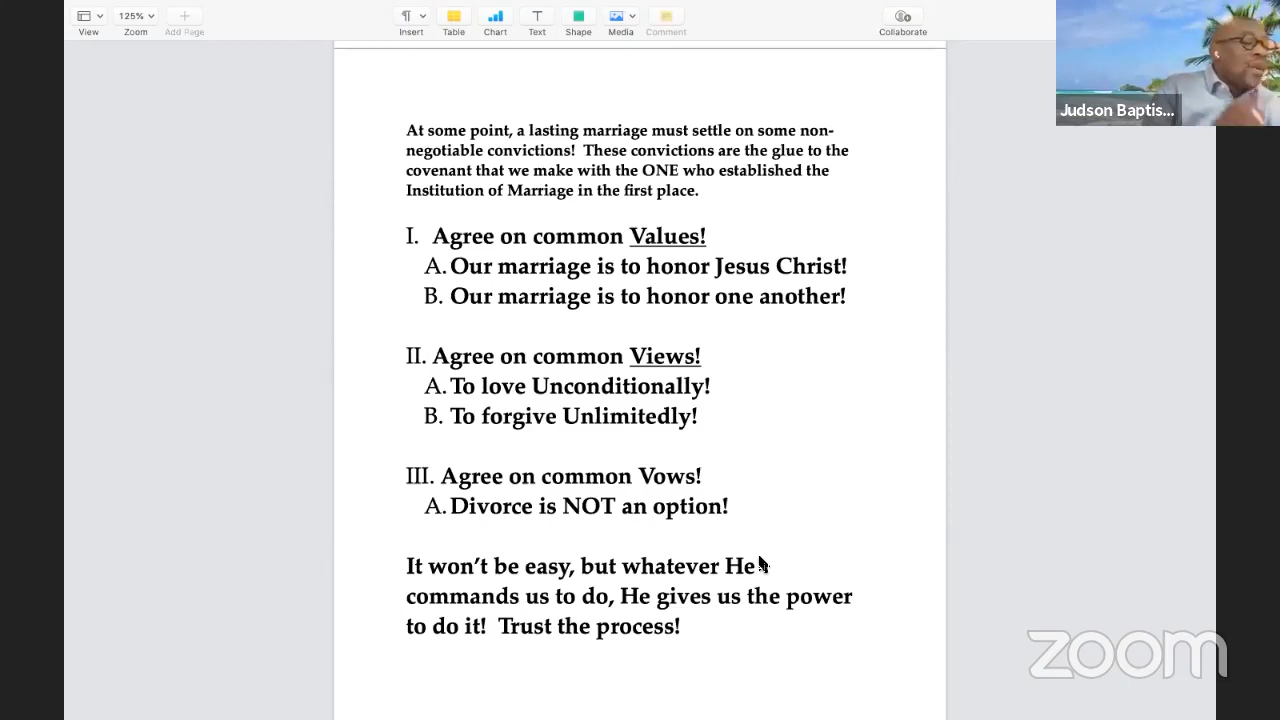 125%
View Zoom Add Page Insert Table Chart Text Shape Media Comment Collaborate
Judson Baptis...
At some point, a lasting marriage must settle on some non-
negotiable convictions! These convictions are the glue to the
covenant that we make with the ONE who established the
Institution of Marriage in the first place.
I. Agree on common Values!
A. Our marriage is to honor Jesus Christ!
B. Our marriage is to honor one another!
II. Agree on common Views!
A. To love Unconditionally!
B. To forgive Unlimitedly!
III. Agree on common Vows!
A. Divorce is NOT an option!
It won't be easy, but whatever He
commands us to do, He gives us the power
to do it! Trust the process!
zoom